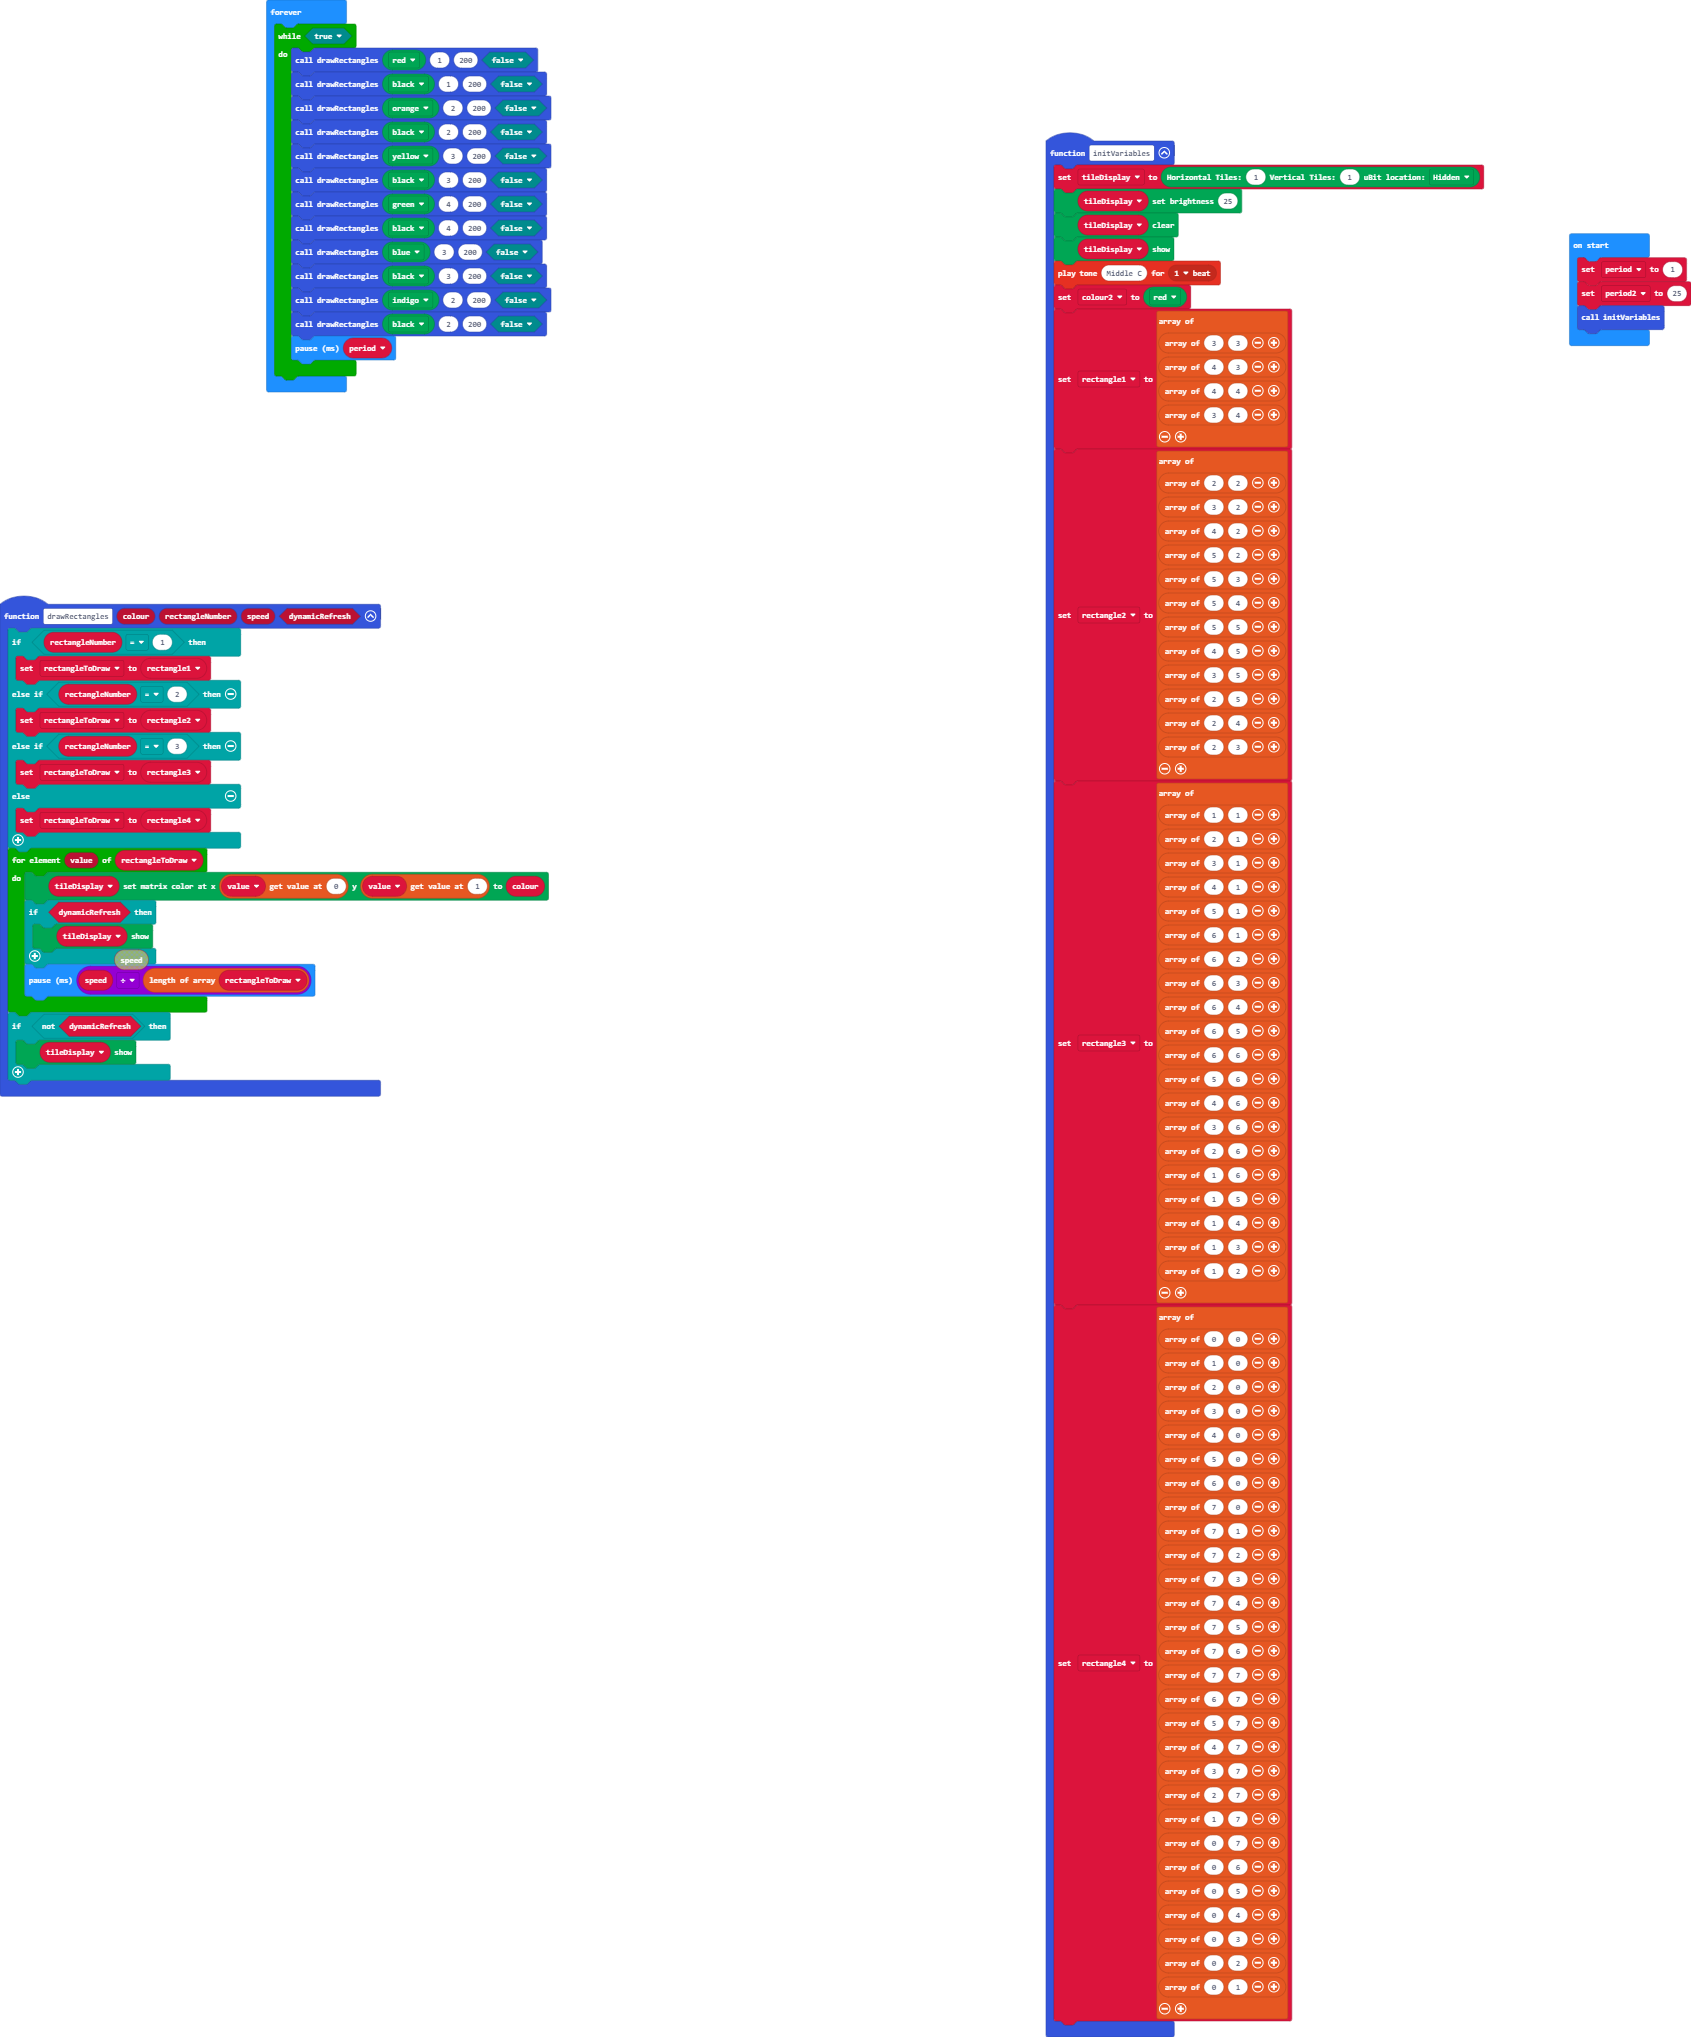 forever
while true
do
call drawRectangles red 1 200 false
call drawRectangles black 1 200 false
call drawRectangles orange 2 200 false
call drawRectangles black 2 200 false
call drawRectangles yellow 3 200 false
call drawRectangles black 3 200 false
call drawRectangles green 4 200 false
call drawRectangles black 4 200 false
call drawRectangles blue 3 200 false
call drawRectangles black 3 200 false
call drawRectangles indigo 2 200 false
call drawRectangles black 2 200 false
pause (ms) period
function drawRectangles colour rectangleNumber speed dynamicRefresh
if rectangleNumber = 1 then
set rectangleToDraw to rectangle1
else if rectangleNumber = 2 then
set rectangleToDraw to rectangle2
else if rectangleNumber = 3 then
set rectangleToDraw to rectangle3
else
set rectangleToDraw to rectangle4
for element value of rectangleToDraw
do
tileDisplay set matrix color at x value get value at 0 y value get value at 1 to colour
if dynamicRefresh then
tileDisplay show
speed
pause (ms) speed ÷ length of array rectangleToDraw
if not dynamicRefresh then
tileDisplay show
function initVariables
set tileDisplay to Horizontal Tiles: 1 Vertical Tiles: 1 uBit location: Hidden
tileDisplay set brightness 25
tileDisplay clear
tileDisplay show
play tone Middle C for 1 beat
set colour2 to red
set rectangle1 to
array of
array of 3 3
array of 4 3
array of 4 4
array of 3 4
set rectangle2 to
array of
array of 2 2
array of 3 2
array of 4 2
array of 5 2
array of 5 3
array of 5 4
array of 5 5
array of 4 5
array of 3 5
array of 2 5
array of 2 4
array of 2 3
set rectangle3 to
array of
array of 1 1
array of 2 1
array of 3 1
array of 4 1
array of 5 1
array of 6 1
array of 6 2
array of 6 3
array of 6 4
array of 6 5
array of 6 6
array of 5 6
array of 4 6
array of 3 6
array of 2 6
array of 1 6
array of 1 5
array of 1 4
array of 1 3
array of 1 2
set rectangle4 to
array of
array of 0 0
array of 1 0
array of 2 0
array of 3 0
array of 4 0
array of 5 0
array of 6 0
array of 7 0
array of 7 1
array of 7 2
array of 7 3
array of 7 4
array of 7 5
array of 7 6
array of 7 7
array of 6 7
array of 5 7
array of 4 7
array of 3 7
array of 2 7
array of 1 7
array of 0 7
array of 0 6
array of 0 5
array of 0 4
array of 0 3
array of 0 2
array of 0 1
on start
set period to 1
set period2 to 25
call initVariables